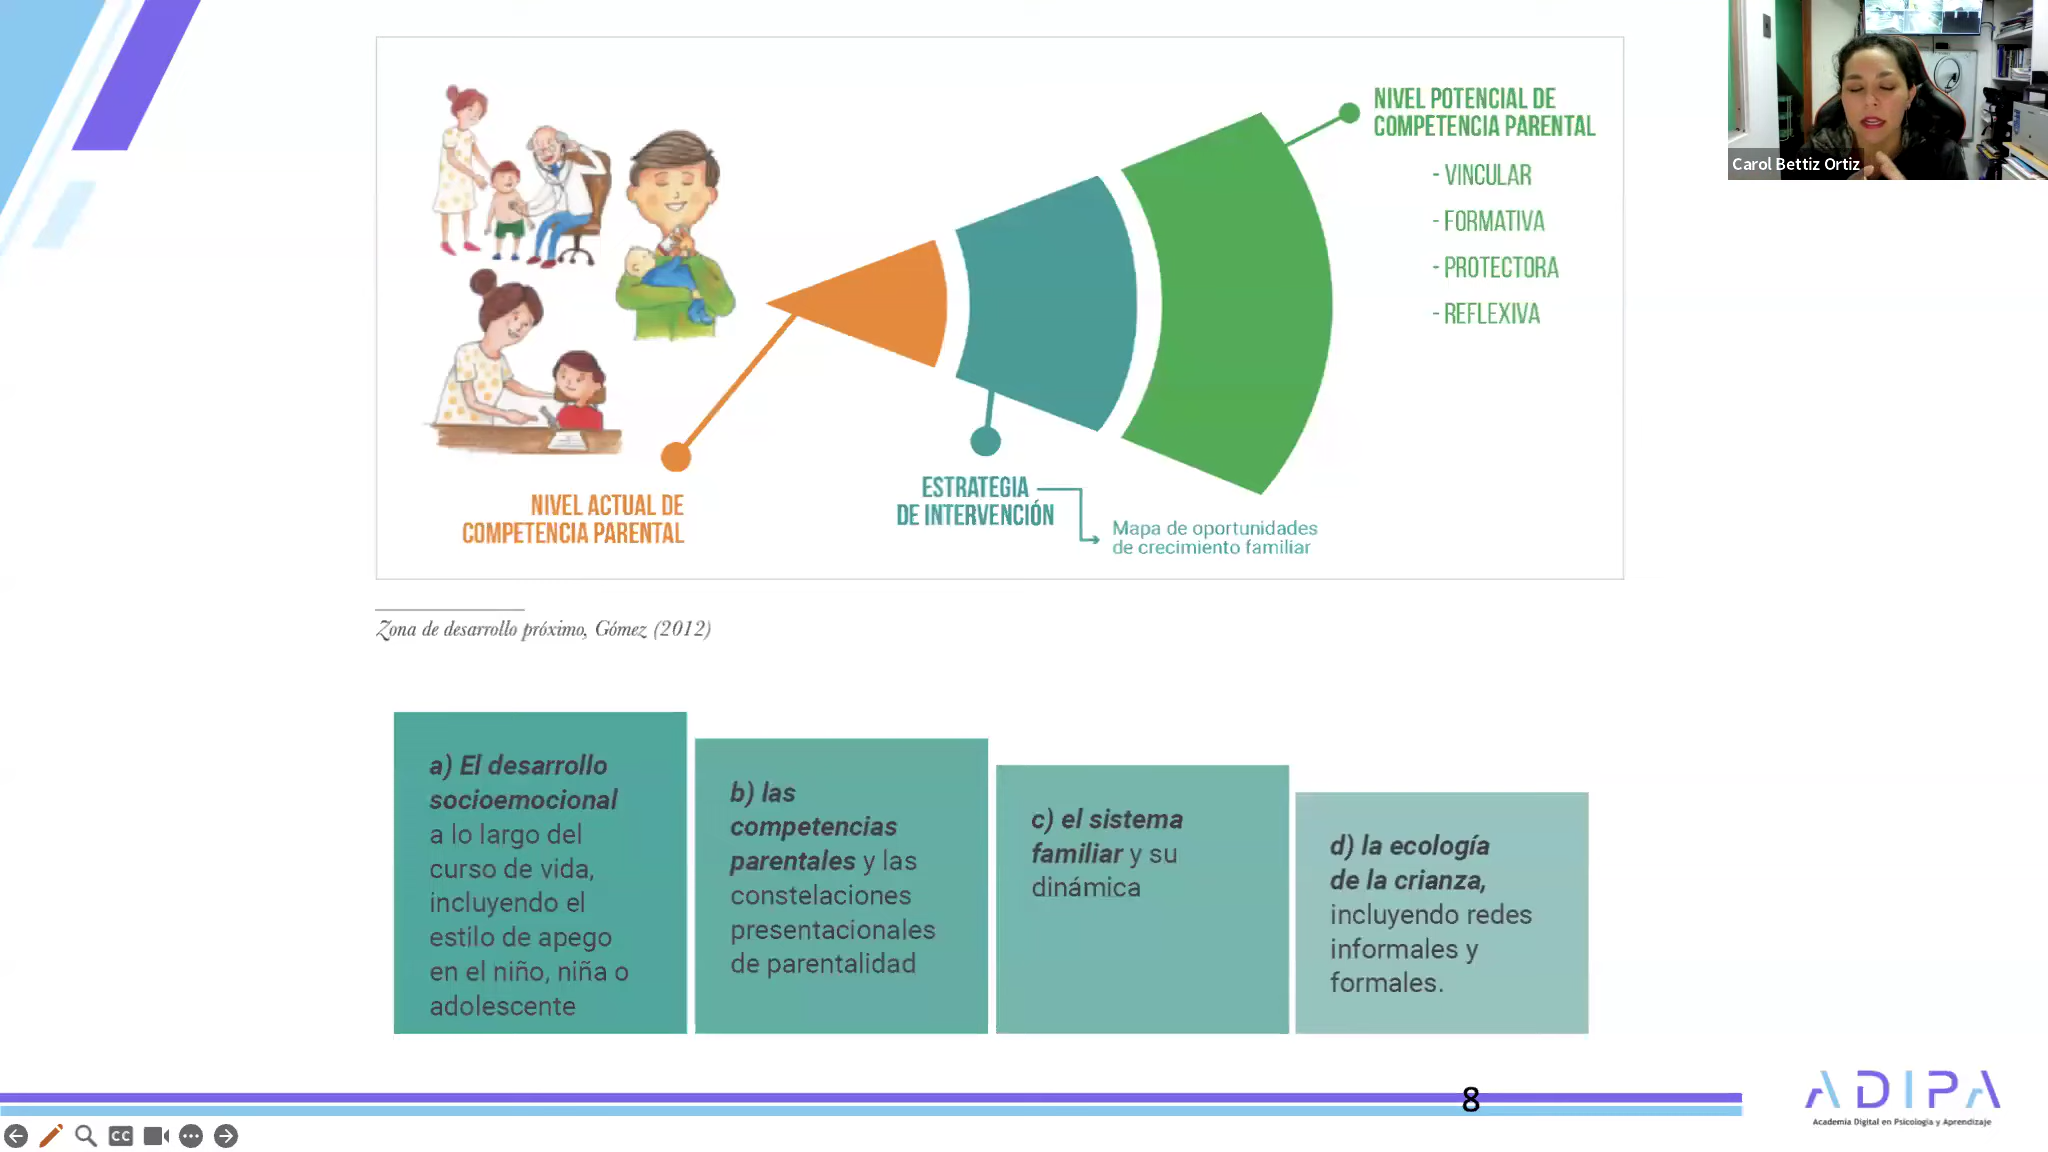 NIVEL POTENCIAL DE
COMPETENCIA PARENTAL
- VINCULAR
- FORMATIVA
- PROTECTORA
- REFLEXIVA
Carol Bettiz Ortiz
NIVEL ACTUAL DE
COMPETENCIA PARENTAL
ESTRATEGIA
DE INTERVENCIÓN
Mapa de oportunidades
de crecimiento familiar
Zona de desarrollo próximo, Gómez (2012)
a) El desarrollo
socioemocional
a lo largo del
curso de vida,
incluyendo el
estilo de apego
en el niño, niña o
adolescente
b) las
competencias
parentales y las
constelaciones
presentacionales
de parentalidad
c) el sistema
familiar y su
dinámica
d) la ecología
de la crianza,
incluyendo redes
informales y
formales.
8
ADIPA
Academia Digital en Psicología y Aprendizaje
CC